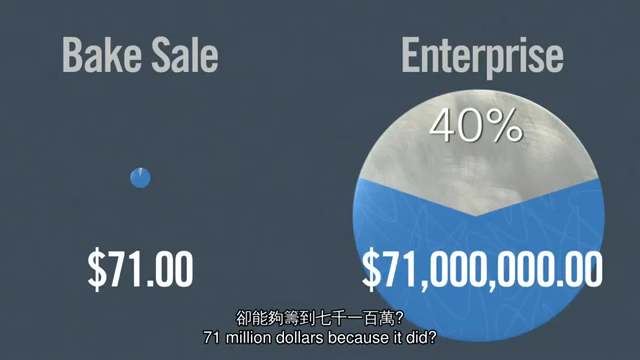 Bake Sale
Enterprise
40%
$71.00
$71,000,000.00
卻能夠籌到七千一百萬?
71 million dollars because it did?